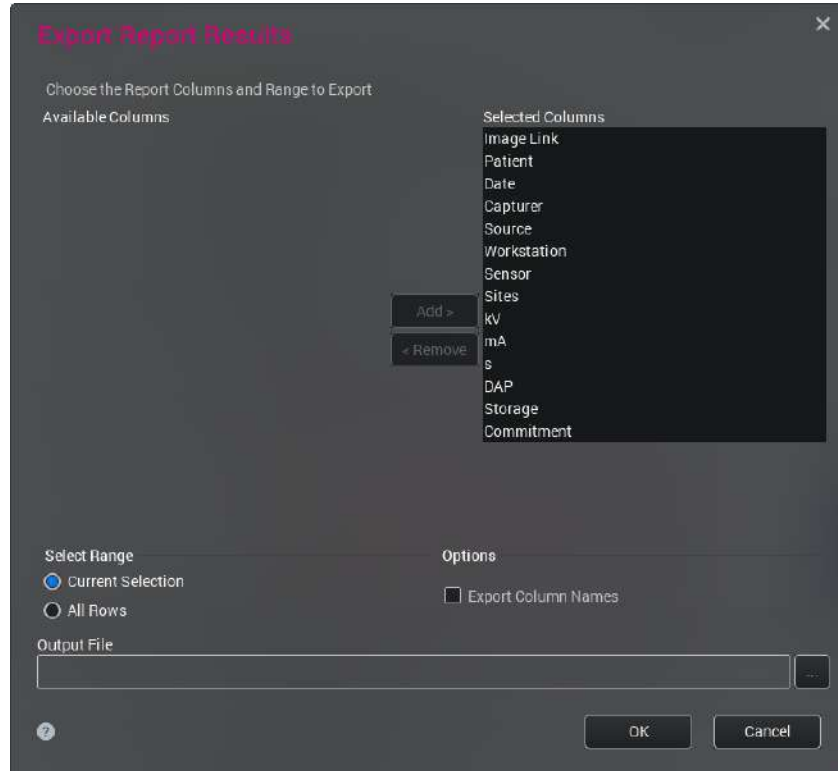 Export Report Results
Choose the Report Columns and Range to Export
Available Columns
Selected Columns
Image Link
Patient
Date
Capturer
Source
Workstation
Sensor
Sites
kV
mA
s
DAP
Storage
Commitment
Add >
< Remove
Select Range
Current Selection
All Rows
Options
Export Column Names
Output File
...
?
OK
Cancel